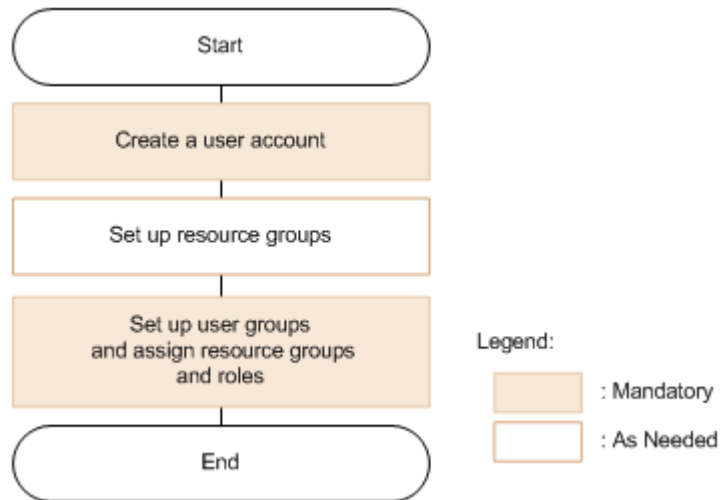 Start
Create a user account
Set up resource groups
Set up user groups
and assign resource groups
and roles
End
Legend:
: Mandatory
: As Needed